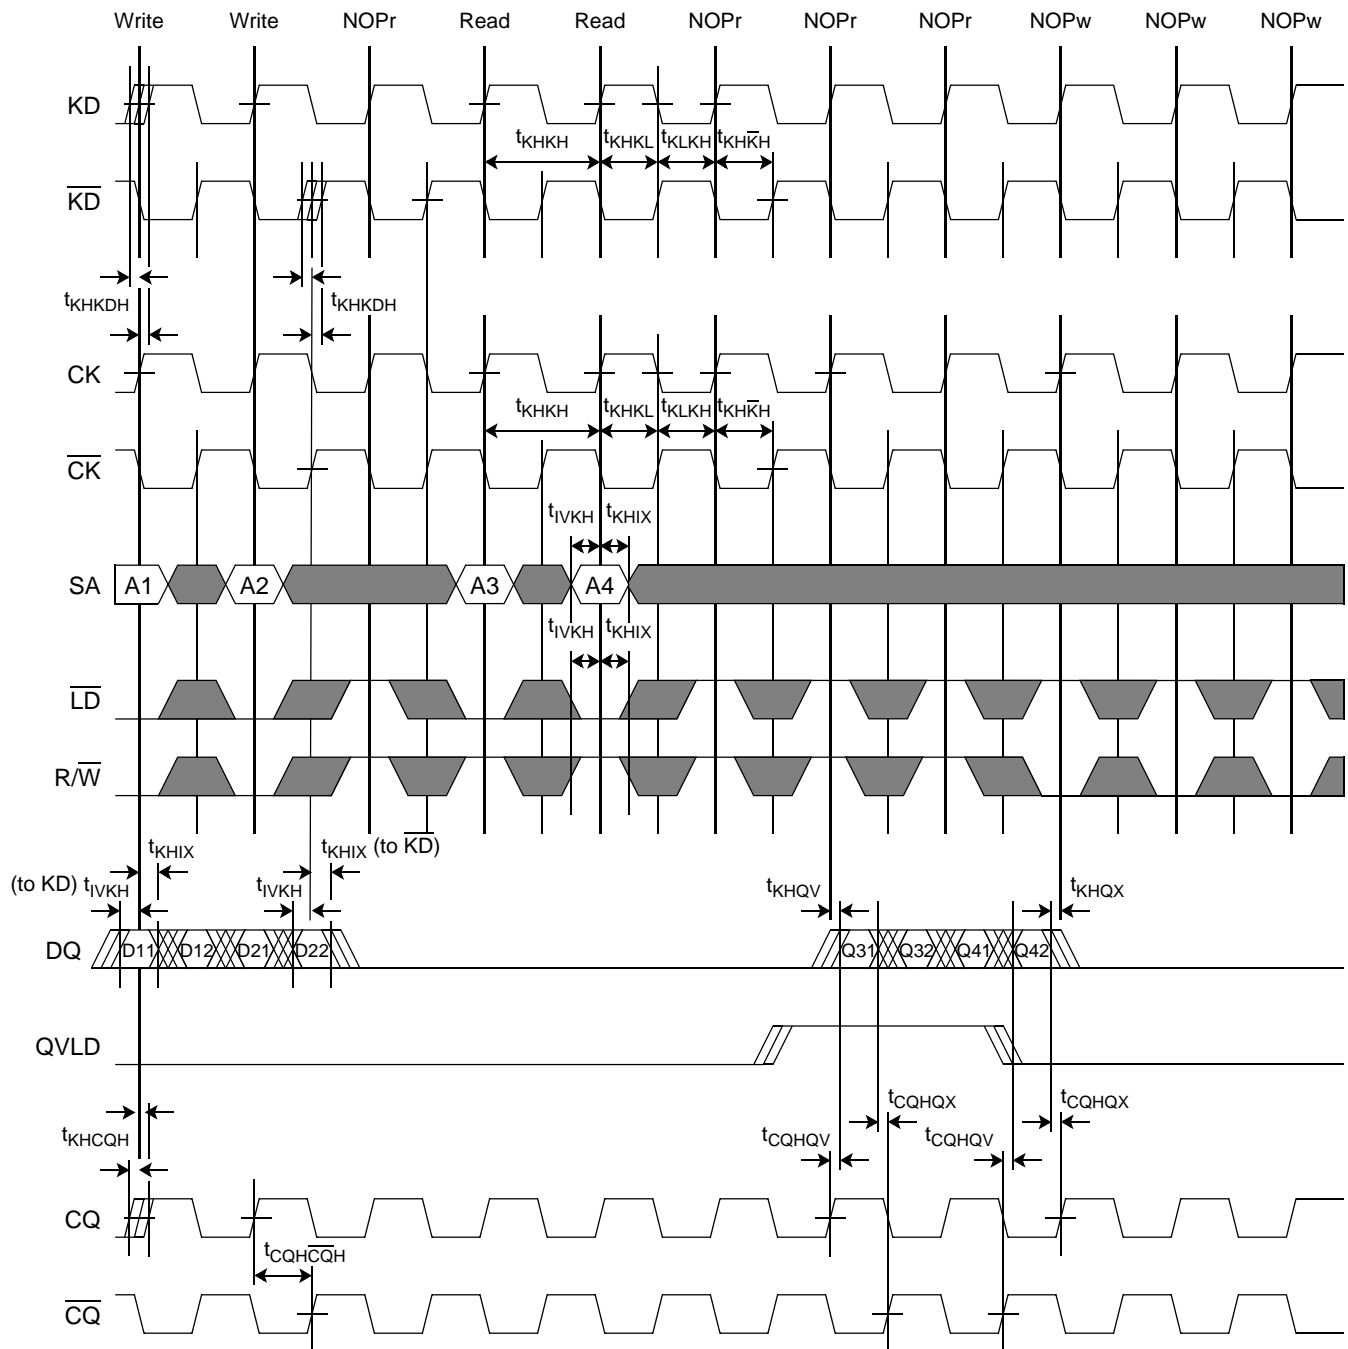 Write Write NOPr Read Read NOPr NOPr NOPw NOPw NOPw
KD
tKHKH tKHKL tKLKH tKHK̅H
K̅D̅
tKHKDH tKHKDH
CK
tKHKH tKHKL tKLKH tKHK̅H
C̅K̅
tIVKH tKHIX
SA A1 A2 A3 A4
tIVKH tKHIX
L̅D̅
R/W̅
tKHIX tKHIX (to K̅D̅)
(to KD) tIVKH tIVKH tKHQV tKHQX
DQ D11 D12 D21 D22 Q31 Q32 Q41 Q42
QVLD
tCQHQX tCQHQX
tKHCQH tCQHQV tCQHQV
CQ
tCQHC̅Q̅H
C̅Q̅